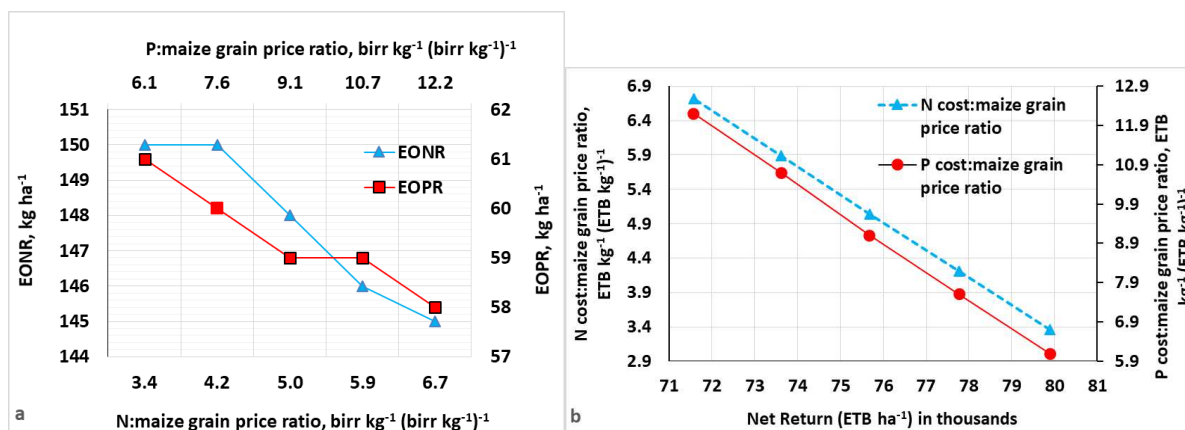 P:maize grain price ratio, birr kg⁻¹ (birr kg⁻¹)⁻¹
6.1 7.6 9.1 10.7 12.2
151
150
149
148
147
146
145
144
EONR, kg ha⁻¹
EONR
EOPR
62
61
60
59
58
57
EOPR, kg ha⁻¹
3.4 4.2 5.0 5.9 6.7
N:maize grain price ratio, birr kg⁻¹ (birr kg⁻¹)⁻¹
a
N cost:maize grain price ratio,
ETB kg⁻¹ (ETB kg⁻¹)⁻¹
6.9
6.4
5.9
5.4
4.9
4.4
3.9
3.4
2.9
N cost:maize grain
price ratio
P cost:maize grain
price ratio
12.9
11.9
10.9
9.9
8.9
7.9
6.9
5.9
P cost:maize grain price ratio, ETB
kg⁻¹ (ETB kg⁻¹)⁻¹
71 72 73 74 75 76 77 78 79 80 81
Net Return (ETB ha⁻¹) in thousands
b